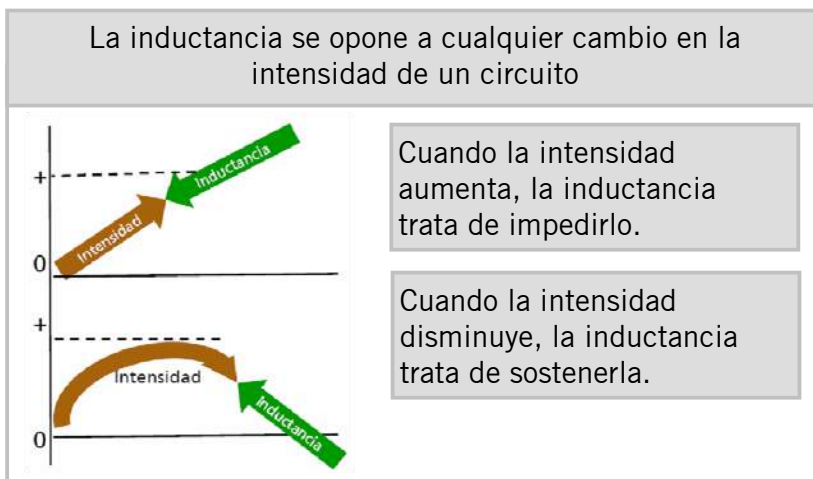 La inductancia se opone a cualquier cambio en la
intensidad de un circuito
+
Inductancia
Intensidad
0
Cuando la intensidad
aumenta, la inductancia
trata de impedirlo.
+
Intensidad
Inductancia
0
Cuando la intensidad
disminuye, la inductancia
trata de sostenerla.